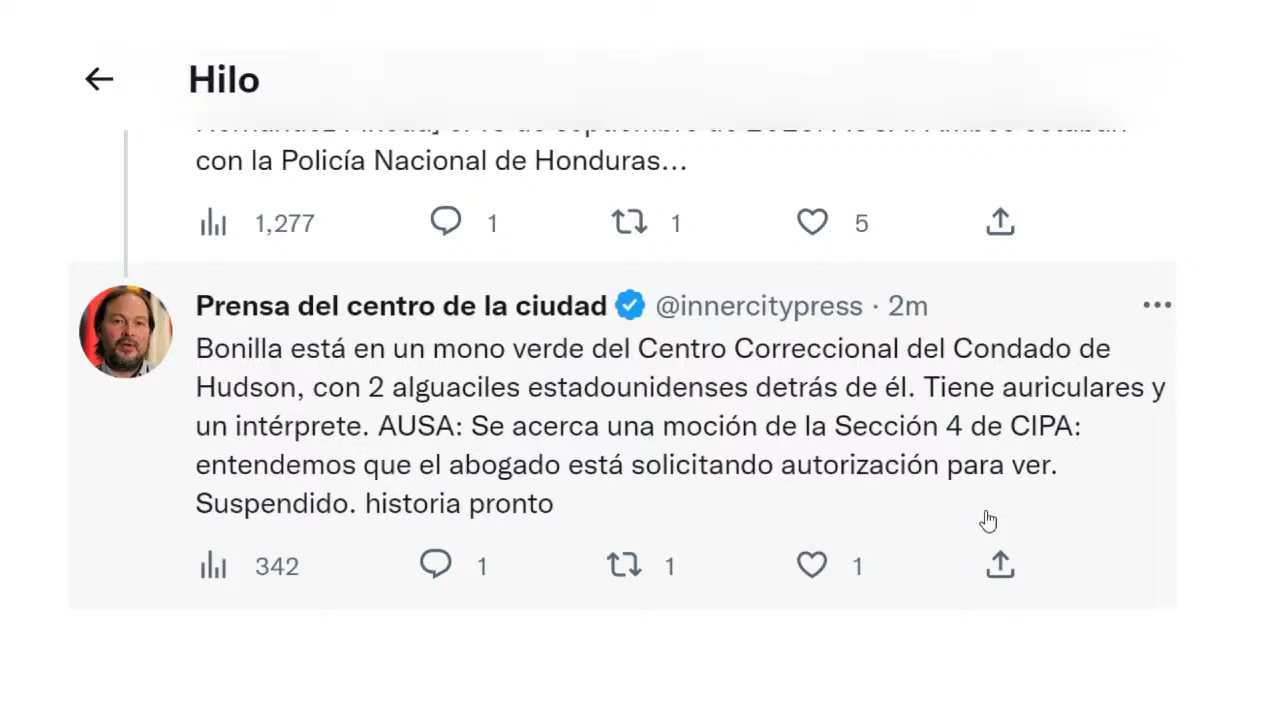 Hilo
con la Policía Nacional de Honduras...
1,277 1 1 5
Prensa del centro de la ciudad @innercitypress · 2m
Bonilla está en un mono verde del Centro Correccional del Condado de
Hudson, con 2 alguaciles estadounidenses detrás de él. Tiene auriculares y
un intérprete. AUSA: Se acerca una moción de la Sección 4 de CIPA:
entendemos que el abogado está solicitando autorización para ver.
Suspendido. historia pronto
342 1 1 1